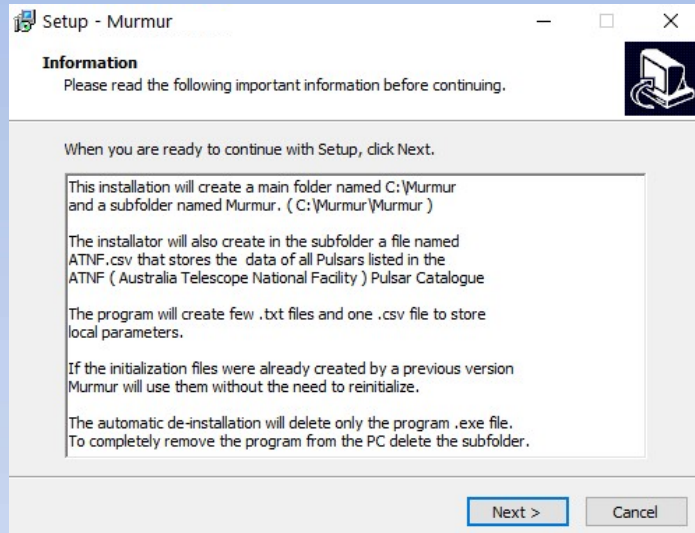 Setup - Murmur
Information
Please read the following important information before continuing.
When you are ready to continue with Setup, click Next.
This installation will create a main folder named C:\Murmur
and a subfolder named Murmur. ( C:\Murmur\Murmur )
The installator will also create in the subfolder a file named
ATNF.csv that stores the  data of all Pulsars listed in the
ATNF ( Australia Telescope National Facility ) Pulsar Catalogue
The program will create few .txt files and one .csv file to store
local parameters.
If the initialization files were already created by a previous version
Murmur will use them without the need to reinitialize.
The automatic de-installation will delete only the program .exe file.
To completely remove the program from the PC delete the subfolder.
Next >
Cancel